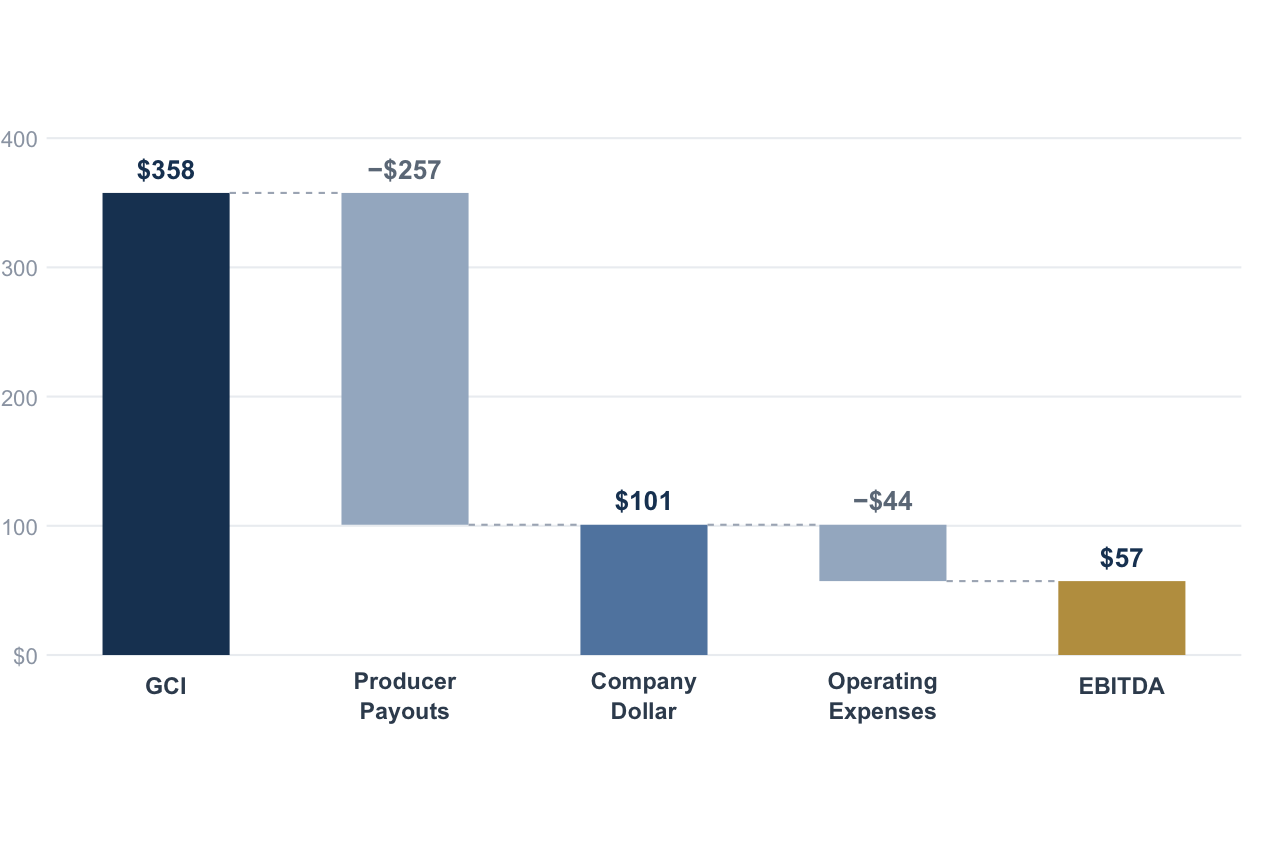 400
$358
−$257
300
200
$101
−$44
100
$57
$0
GCI
Producer
Payouts
Company
Dollar
Operating
Expenses
EBITDA